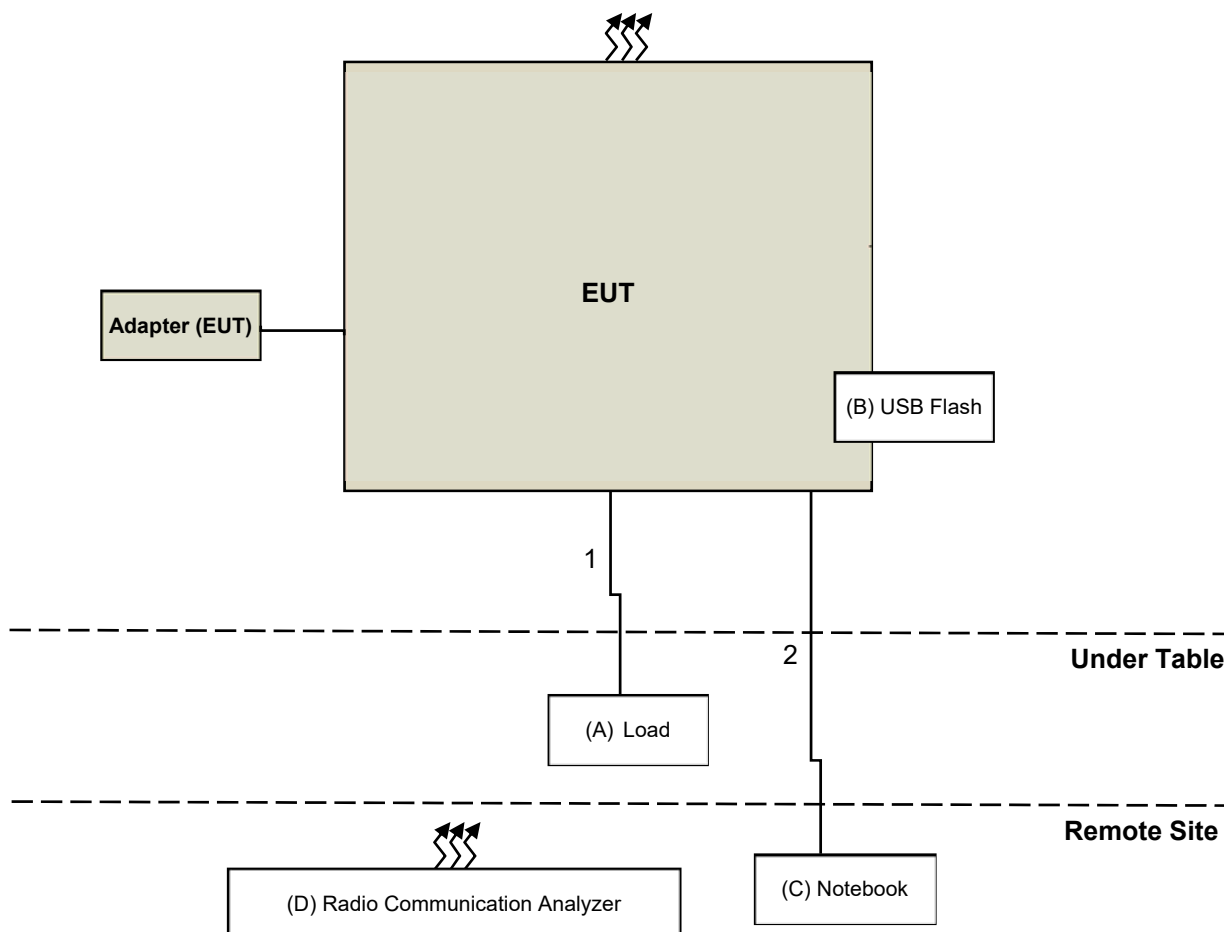 EUT
Adapter (EUT)
(B) USB Flash
1
2
Under Table
(A) Load
Remote Site
(C) Notebook
(D) Radio Communication Analyzer